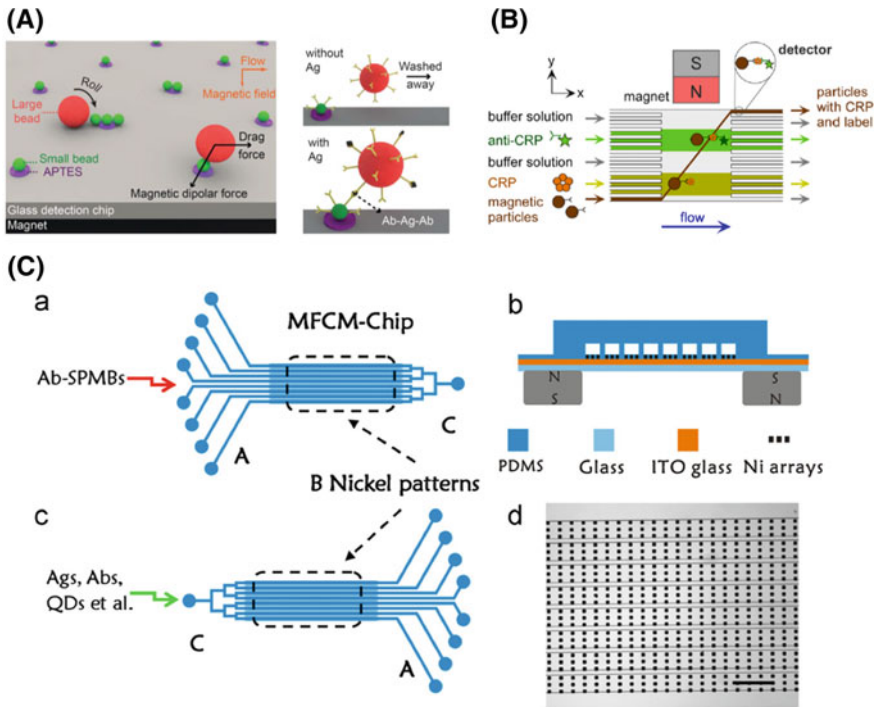 (A)
Flow
Magnetic field
Roll
Large
bead
Drag
force
Small bead
APTES
Magnetic dipolar force
Glass detection chip
Magnet
without
Ag
Washed
away
with
Ag
Ab-Ag-Ab
(B)
y
x
magnet
S
N
detector
buffer solution
anti-CRP
buffer solution
CRP
magnetic
particles
particles
with CRP
and label
flow
(C)
a
MFCM-Chip
Ab-SPMBs
A
C
B Nickel patterns
b
N
S
S
N
PDMS
Glass
ITO glass
Ni arrays
c
Ags, Abs,
QDs et al.
C
A
d